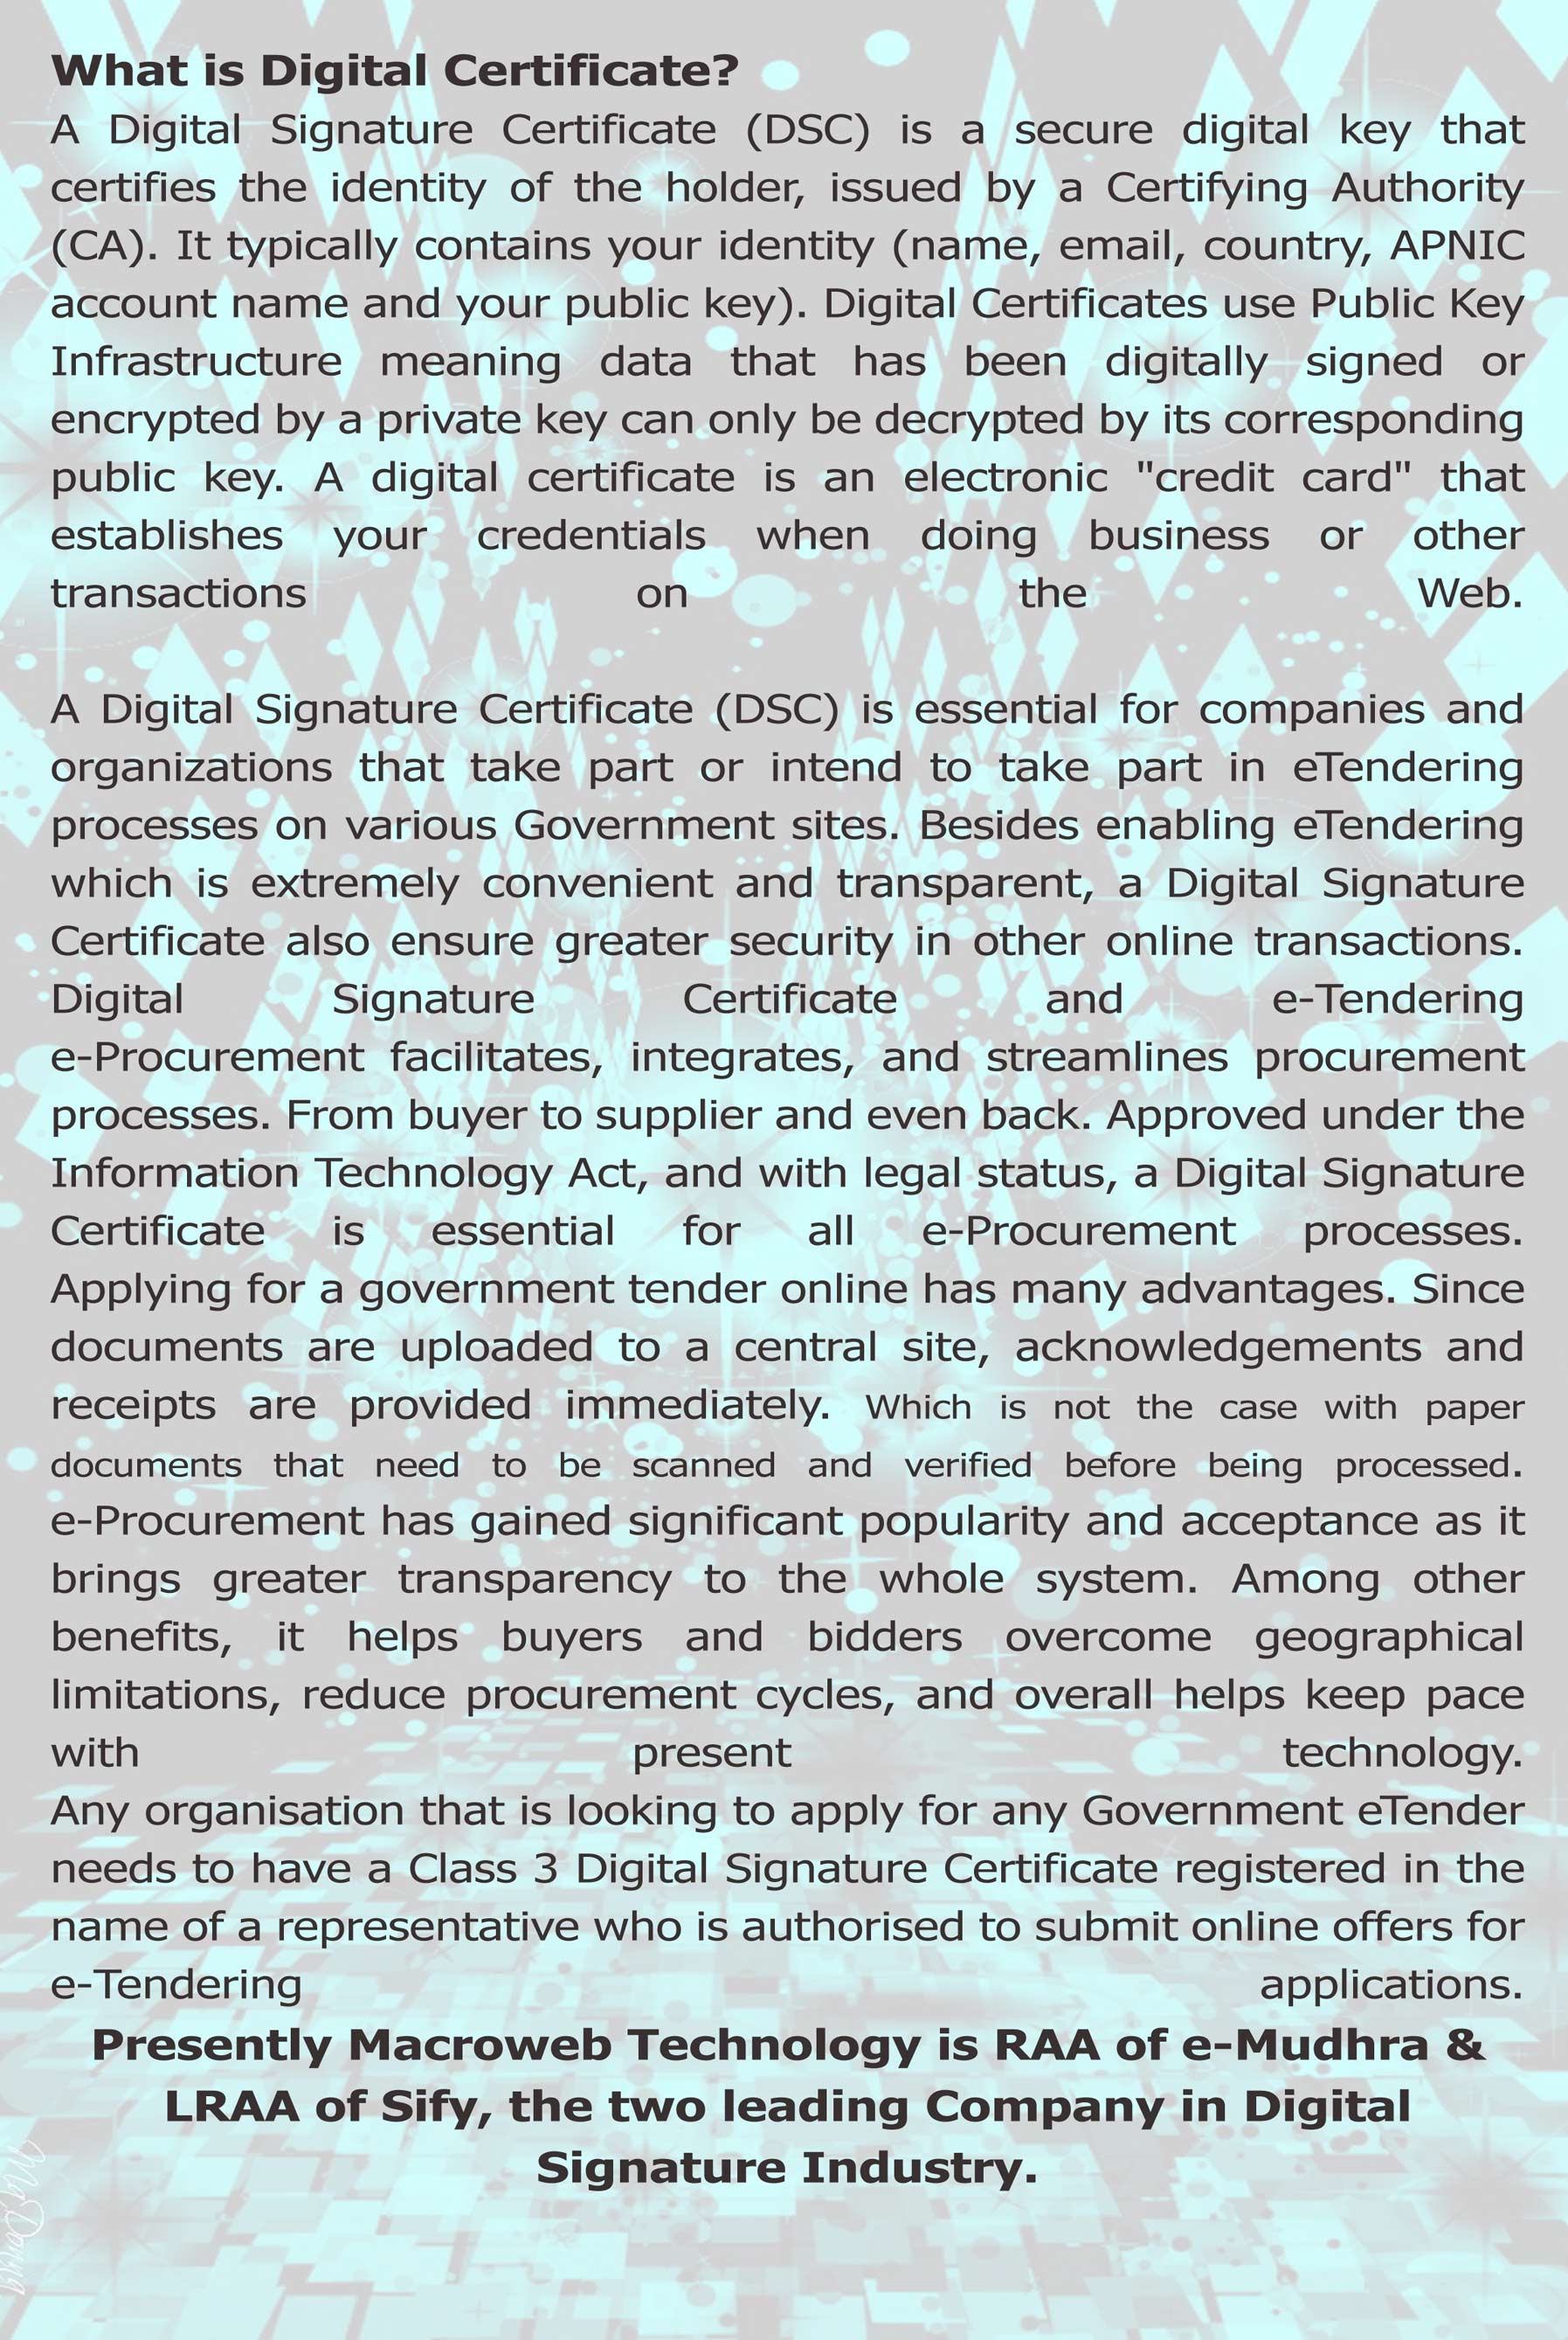 What is Digital Certificate?
A Digital Signature Certificate (DSC) is a secure digital key that
certifies the identity of the holder, issued by a Certifying Authority
(CA). It typically contains your identity (name, email, country, APNIC
account name and your public key). Digital Certificates use Public Key
Infrastructure meaning data that has been digitally signed or
encrypted by a private key can only be decrypted by its corresponding
public key. A digital certificate is an electronic "credit card" that
establishes your credentials when doing business or other
transactions on the Web.
A Digital Signature Certificate (DSC) is essential for companies and
organizations that take part or intend to take part in eTendering
processes on various Government sites. Besides enabling eTendering
which is extremely convenient and transparent, a Digital Signature
Certificate also ensure greater security in other online transactions.
Digital Signature Certificate and e-Tendering
e-Procurement facilitates, integrates, and streamlines procurement
processes. From buyer to supplier and even back. Approved under the
Information Technology Act, and with legal status, a Digital Signature
Certificate is essential for all e-Procurement processes.
Applying for a government tender online has many advantages. Since
documents are uploaded to a central site, acknowledgements and
receipts are provided immediately. Which is not the case with paper
documents that need to be scanned and verified before being processed.
e-Procurement has gained significant popularity and acceptance as it
brings greater transparency to the whole system. Among other
benefits, it helps buyers and bidders overcome geographical
limitations, reduce procurement cycles, and overall helps keep pace
with present technology.
Any organisation that is looking to apply for any Government eTender
needs to have a Class 3 Digital Signature Certificate registered in the
name of a representative who is authorised to submit online offers for
e-Tendering applications.
Presently Macroweb Technology is RAA of e-Mudhra &
LRAA of Sify, the two leading Company in Digital
Signature Industry.